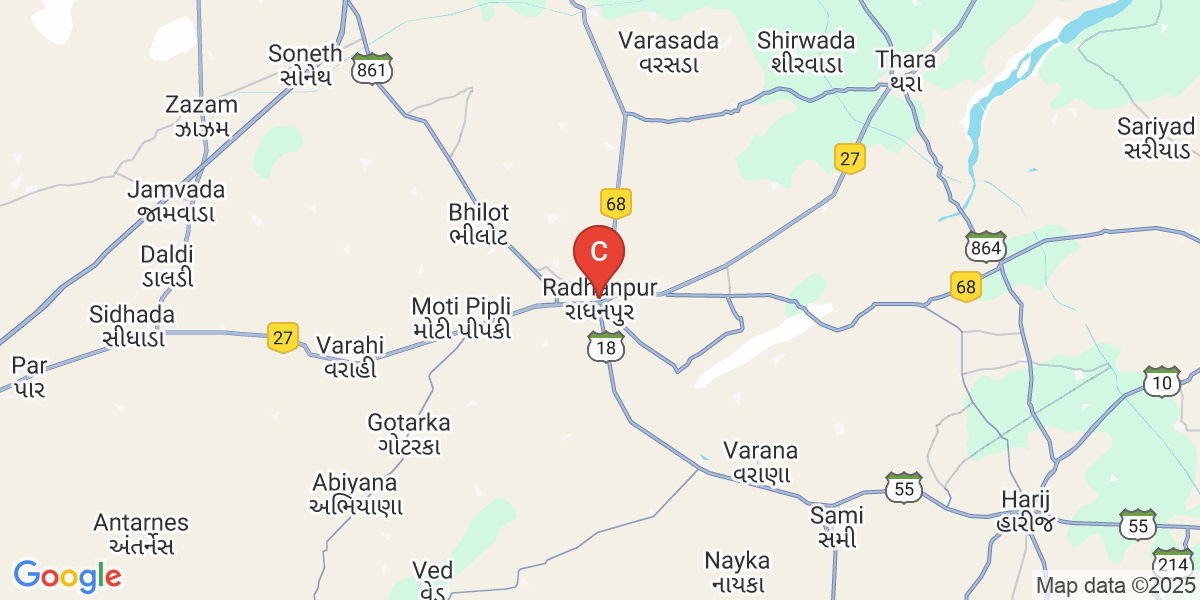 Soneth
સોનેથ
861
Varasada
વરસડા
Shirwada
શીરવાડા
Thara
થરા
Zazam
ઝાઝમ
Sariyad
સરીયાડ
27
Jamvada
જામવાડા
Bhilot
ભીલોટ
68
C
864
Daldi
ડાલડી
Radhanpur
રાધનપુર
68
Sidhada
સીધાડા
Moti Pipli
મોટી પીપળી
27
Varahi
વરાહી
18
Par
પાર
10
Gotarka
ગોટરકા
Varana
વરાણા
Abiyana
અભિયાણા
55
Harij
હારીજ
Antarnes
અંતર્નેસ
Sami
સમી
55
Ved
વેડ
Nayka
નાયકા
214
Google
Map data ©2025